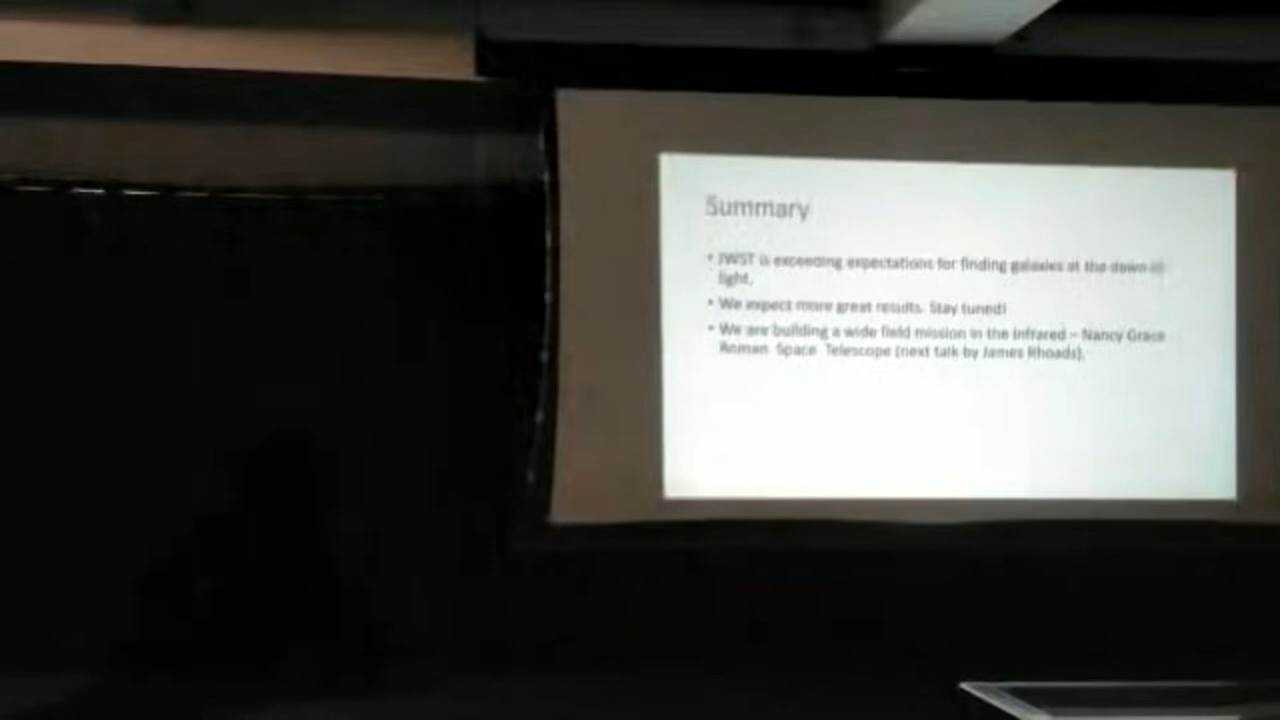 Summary
• JWST is exceeding expectations for finding galaxies at the dawn of
light.
• We expect more great results. Stay tuned!
• We are building a wide field mission in the Infrared – Nancy Grace
Roman Space Telescope (next talk by James Rhoads).